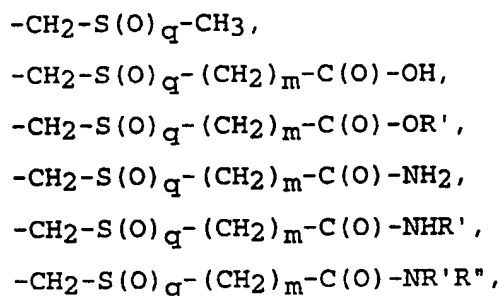 -CH2-S(O)q-CH3,
-CH2-S(O)q-(CH2)m-C(O)-OH,
-CH2-S(O)q-(CH2)m-C(O)-OR',
-CH2-S(O)q-(CH2)m-C(O)-NH2,
-CH2-S(O)q-(CH2)m-C(O)-NHR',
-CH2-S(O)q-(CH2)m-C(O)-NR'R",